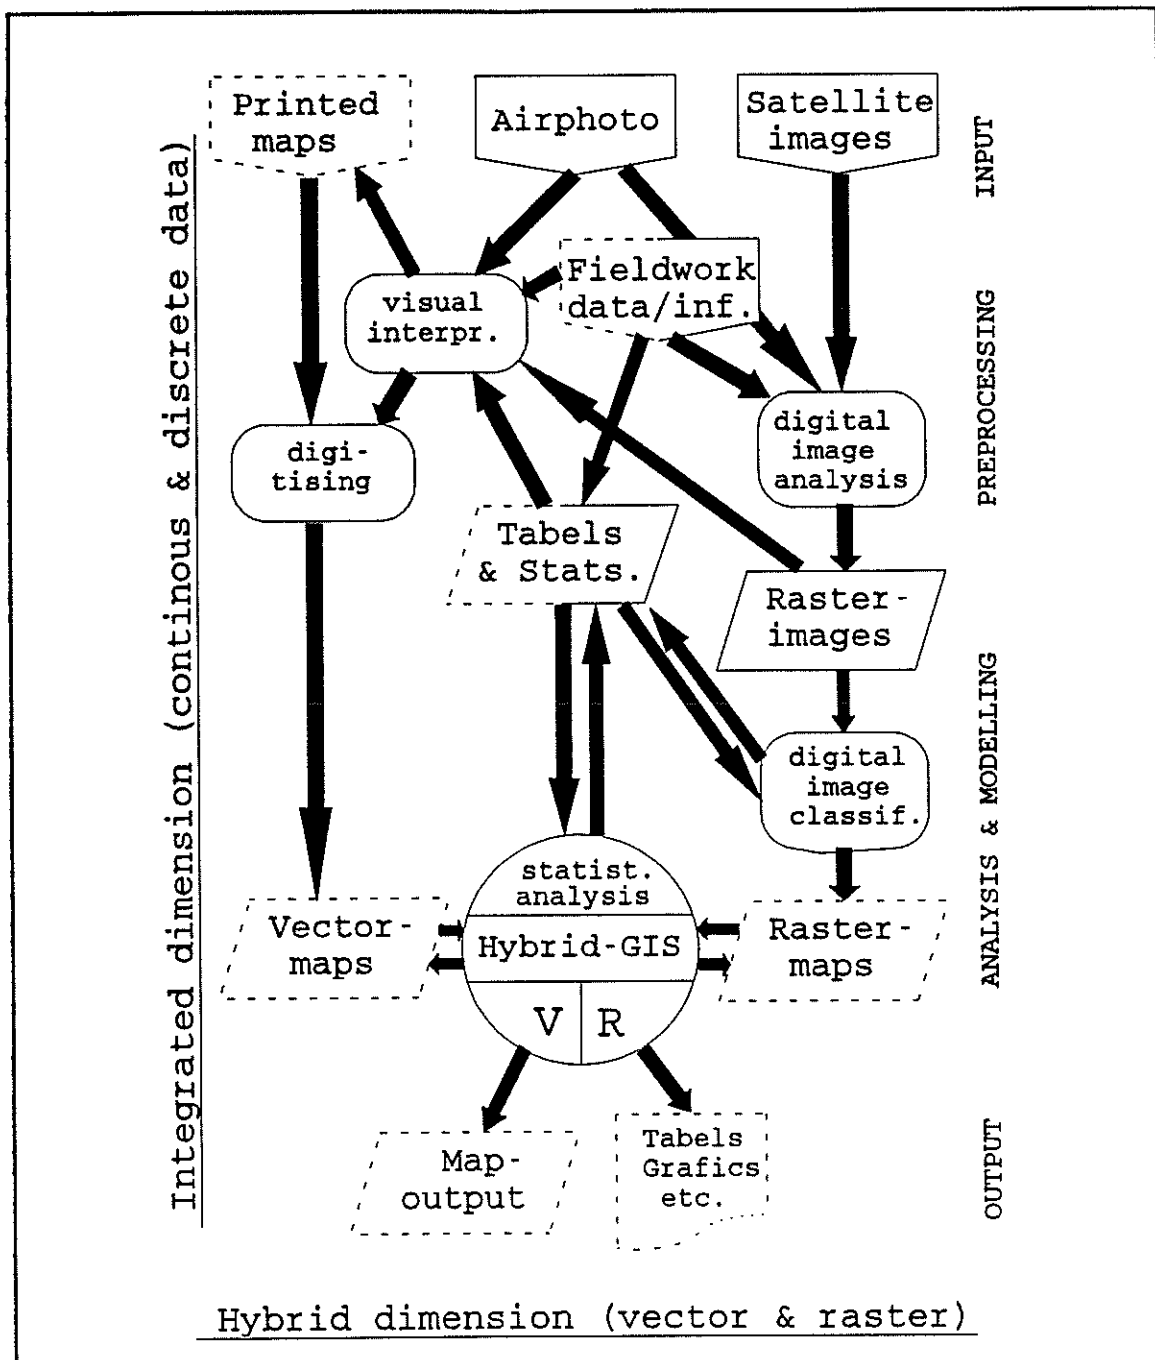 Printed
maps
Airphoto
Satellite
images
INPUT
Fieldwork
data/inf.
visual
interpr.
PREPROCESSING
digi-
tising
digital
image
analysis
Tabels
& Stats.
Raster-
images
digital
image
classif.
ANALYSIS & MODELLING
statist.
analysis
Hybrid-GIS
V R
Vector-
maps
Raster-
maps
Map-
output
Tabels
Grafics
etc.
OUTPUT
Integrated dimension (continous & discrete data)
Hybrid dimension (vector & raster)